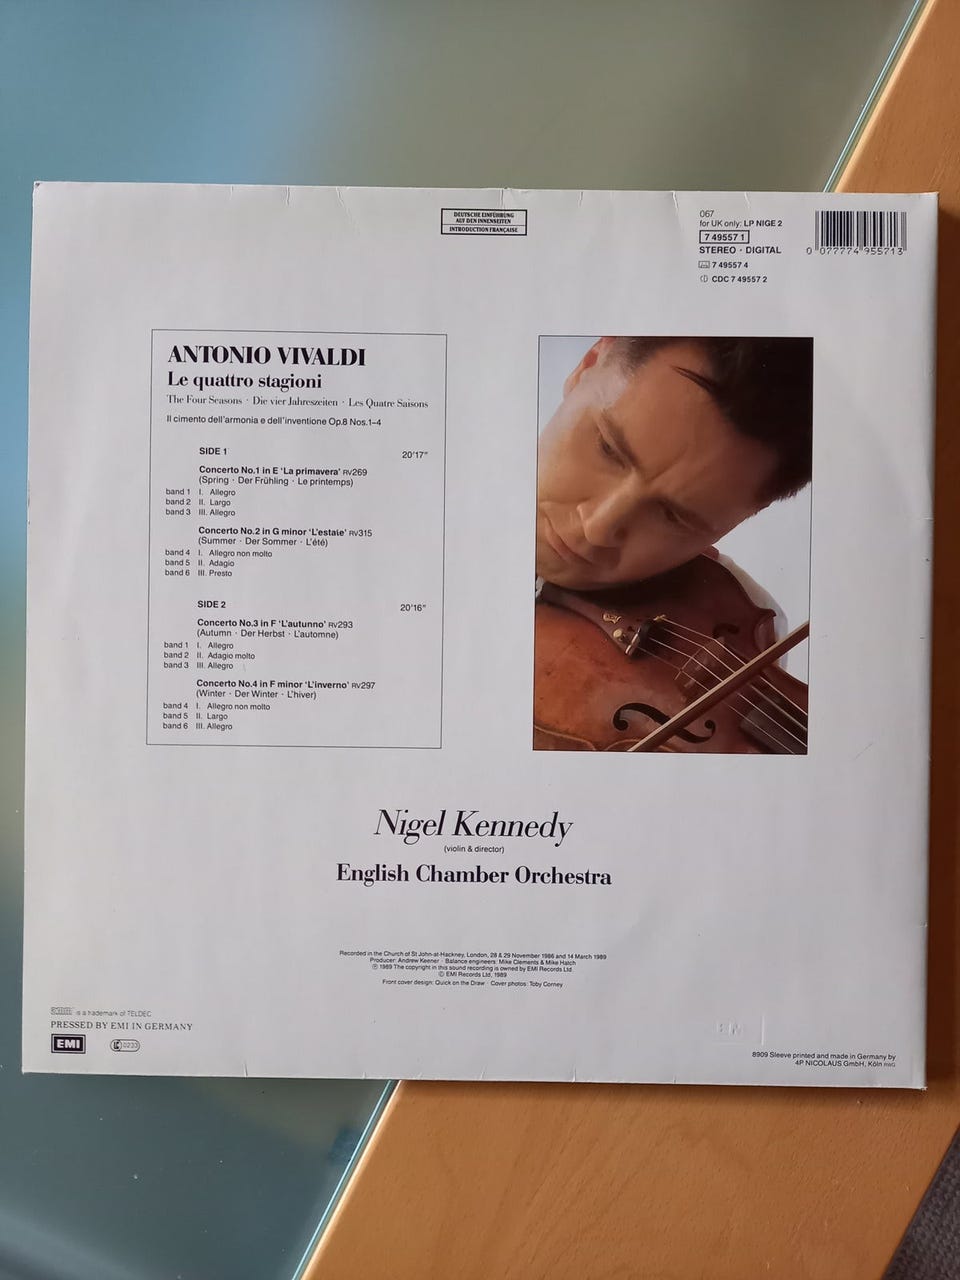 DEUTSCHE EINFÜHRUNG
AUF DEN INNENSEITEN
INTRODUCTION FRANÇAISE
067
for UK only: LP NIGE 2
7 49557 1
STEREO · DIGITAL
7 49557 4
CDC 7 49557 2
0 077774 955713
ANTONIO VIVALDI
Le quattro stagioni
The Four Seasons · Die vier Jahreszeiten · Les Quatre Saisons
Il cimento dell'armonia e dell'inventione Op.8 Nos.1–4
SIDE 1 20'17"
Concerto No.1 in E 'La primavera' RV269
(Spring · Der Frühling · Le printemps)
band 1 I. Allegro
band 2 II. Largo
band 3 III. Allegro
Concerto No.2 in G minor 'L'estate' RV315
(Summer · Der Sommer · L'été)
band 4 I. Allegro non molto
band 5 II. Adagio
band 6 III. Presto
SIDE 2 20'16"
Concerto No.3 in F 'L'autunno' RV293
(Autumn · Der Herbst · L'automne)
band 1 I. Allegro
band 2 II. Adagio molto
band 3 III. Allegro
Concerto No.4 in F minor 'L'inverno' RV297
(Winter · Der Winter · L'hiver)
band 4 I. Allegro non molto
band 5 II. Largo
band 6 III. Allegro
Nigel Kennedy
(violin & director)
English Chamber Orchestra
Recorded in the Church of St John-at-Hackney, London, 28 & 29 November 1986 and 14 March 1989
Producer: Andrew Keener · Balance engineers: Mike Clements & Mike Hatch
℗ 1989 The copyright in this sound recording is owned by EMI Records Ltd.
© EMI Records Ltd, 1989
Front cover design: Quick on the Draw Cover photos: Toby Corney
is a trademark of TELDEC
PRESSED BY EMI IN GERMANY
EMI
LC 0233
8909 Sleeve printed and made in Germany by
4P NICOLAUS GmbH, Köln